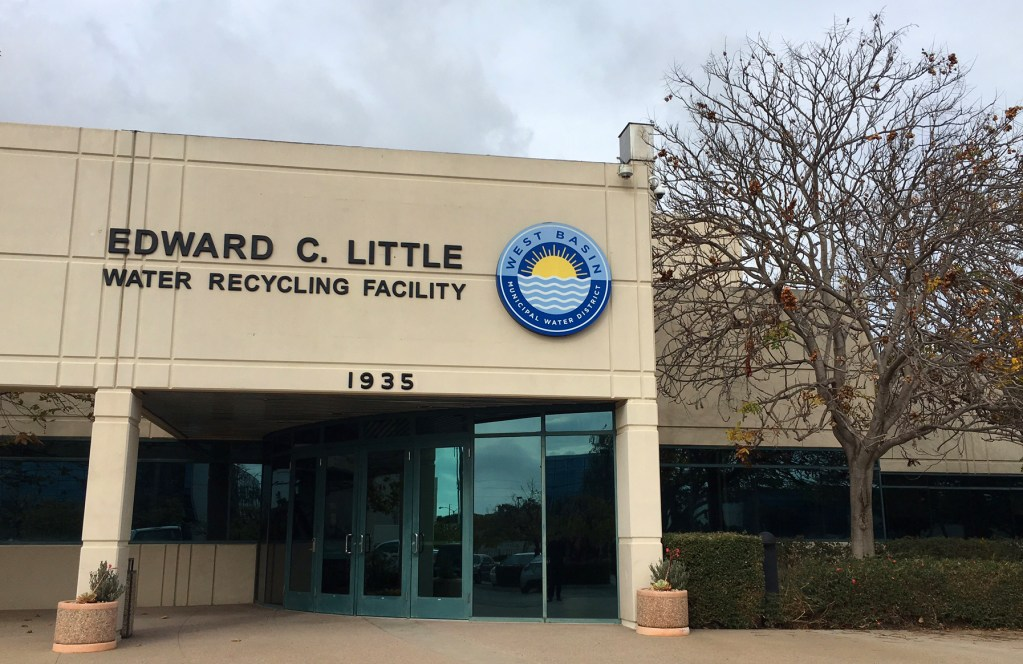 EDWARD C. LITTLE
WATER RECYCLING FACILITY
WEST BASIN
MUNICIPAL WATER DISTRICT
1935